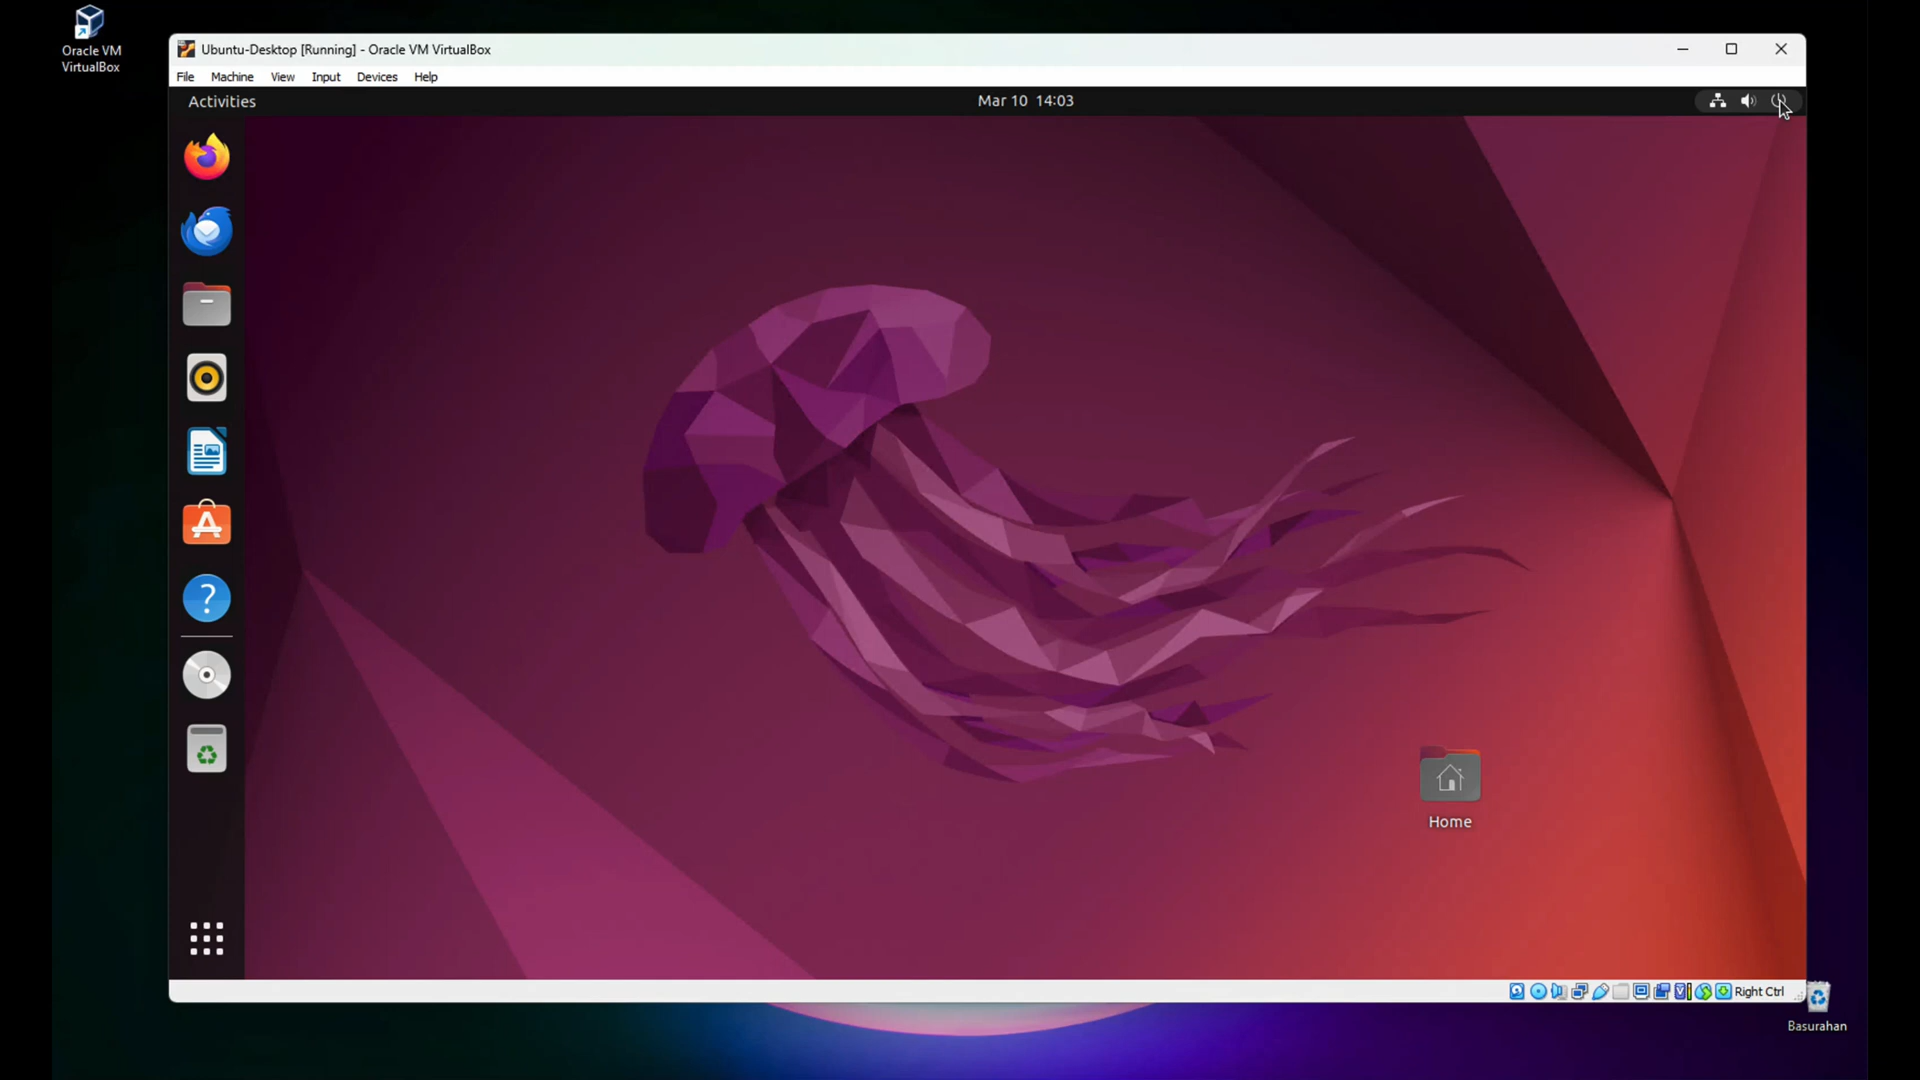 Oracle VM
VirtualBox
Ubuntu-Desktop [Running] - Oracle VM VirtualBox
File Machine View Input Devices Help
Activities
Mar 10 14:03
Home
Right Ctrl
Basurahan